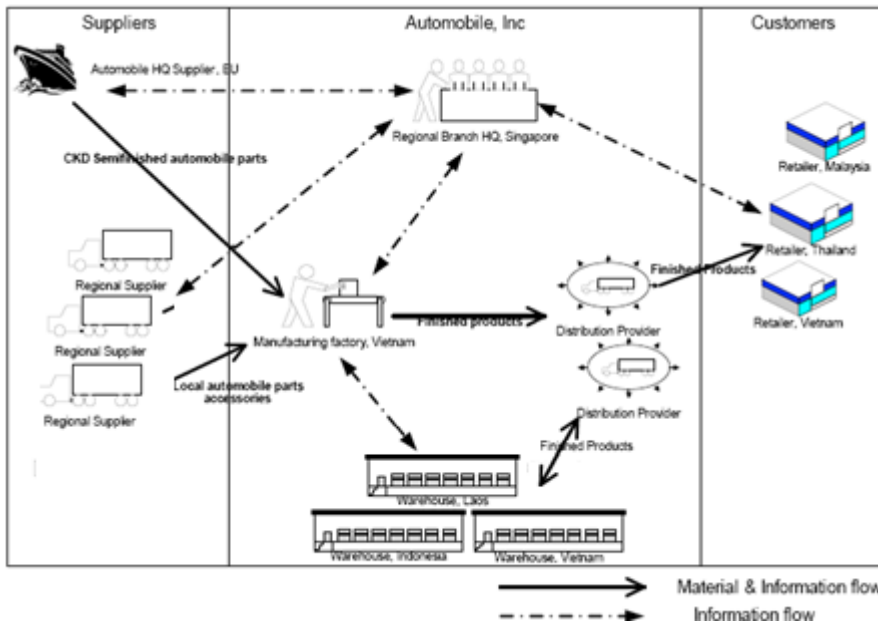 Suppliers
Automobile, Inc
Customers
Automobile HQ Supplier, EU
Regional Branch HQ, Singapore
CKD Semifinished automobile parts
Retailer, Malaysia
Regional Supplier
Retailer, Thailand
Finished Products
Regional Supplier
Manufacturing factory, Vietnam
Finished products
Distribution Provider
Retailer, Vietnam
Regional Supplier
Local automobile parts
accessories
Distribution Provider
Finished Products
Warehouse, Laos
Warehouse, Indonesia
Warehouse, Vietnam
Material & Information flow
Information flow